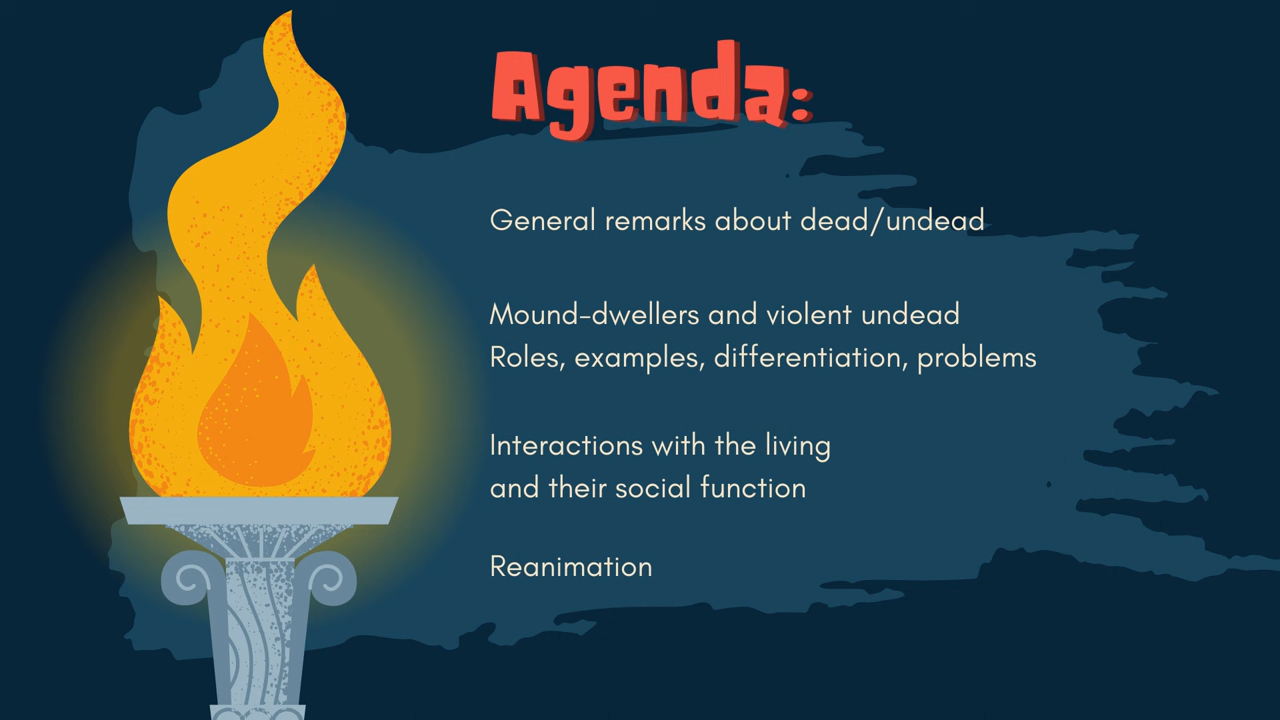 Agenda:
General remarks about dead/undead
Mound-dwellers and violent undead
Roles, examples, differentiation, problems
Interactions with the living
and their social function
Reanimation